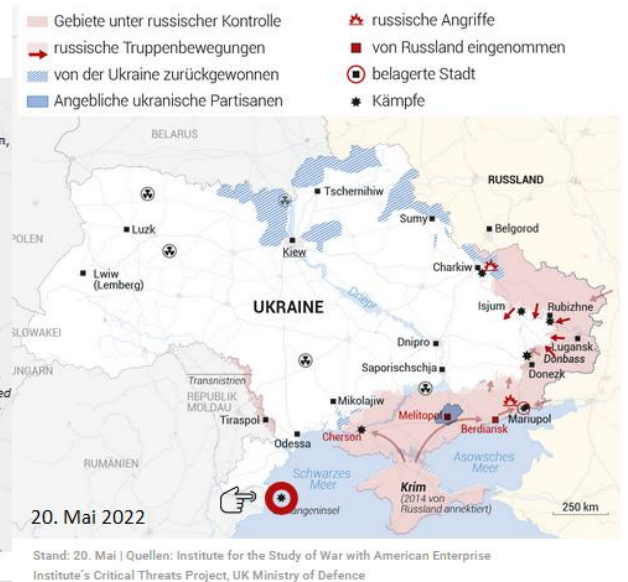 Gebiete unter russischer Kontrolle
russische Truppenbewegungen
von der Ukraine zurückgewonnen
Angebliche ukranische Partisanen
russische Angriffe
von Russland eingenommen
belagerte Stadt
Kämpfe
BELARUS
RUSSLAND
Tschernihiw
Sumy
Belgorod
POLEN
Luzk
Kiew
Charkiw
Lwiw
(Lemberg)
Isjum
Rubizhne
UKRAINE
Dnepr
SLOWAKEI
Dnipro
Lugansk
Donbass
UNGARN
Saporischschja
Donezk
Transnistrien
REPUBLIK
MOLDAU
Mikolajiw
Melitopol
Mariupol
Tiraspol
Cherson
Berdiansk
Odessa
RUMÄNIEN
Schwarzes
Meer
Asowsches
Meer
Krim
(2014 von
Russland annektiert)
250 km
20. Mai 2022
Stand: 20. Mai | Quellen: Institute for the Study of War with American Enterprise
Institute's Critical Threats Project, UK Ministry of Defence